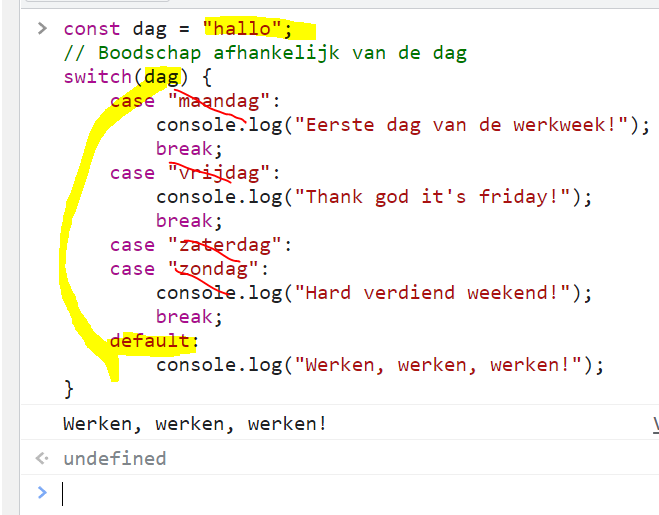 const dag = "hallo";
// Boodschap afhankelijk van de dag
switch(dag) {
case "maandag":
console.log("Eerste dag van de werkweek!");
break;
case "vrijdag":
console.log("Thank god it's friday!");
break;
case "zaterdag":
case "zondag":
console.log("Hard verdiend weekend!");
break;
default:
console.log("Werken, werken, werken!");
}
Werken, werken, werken!
undefined